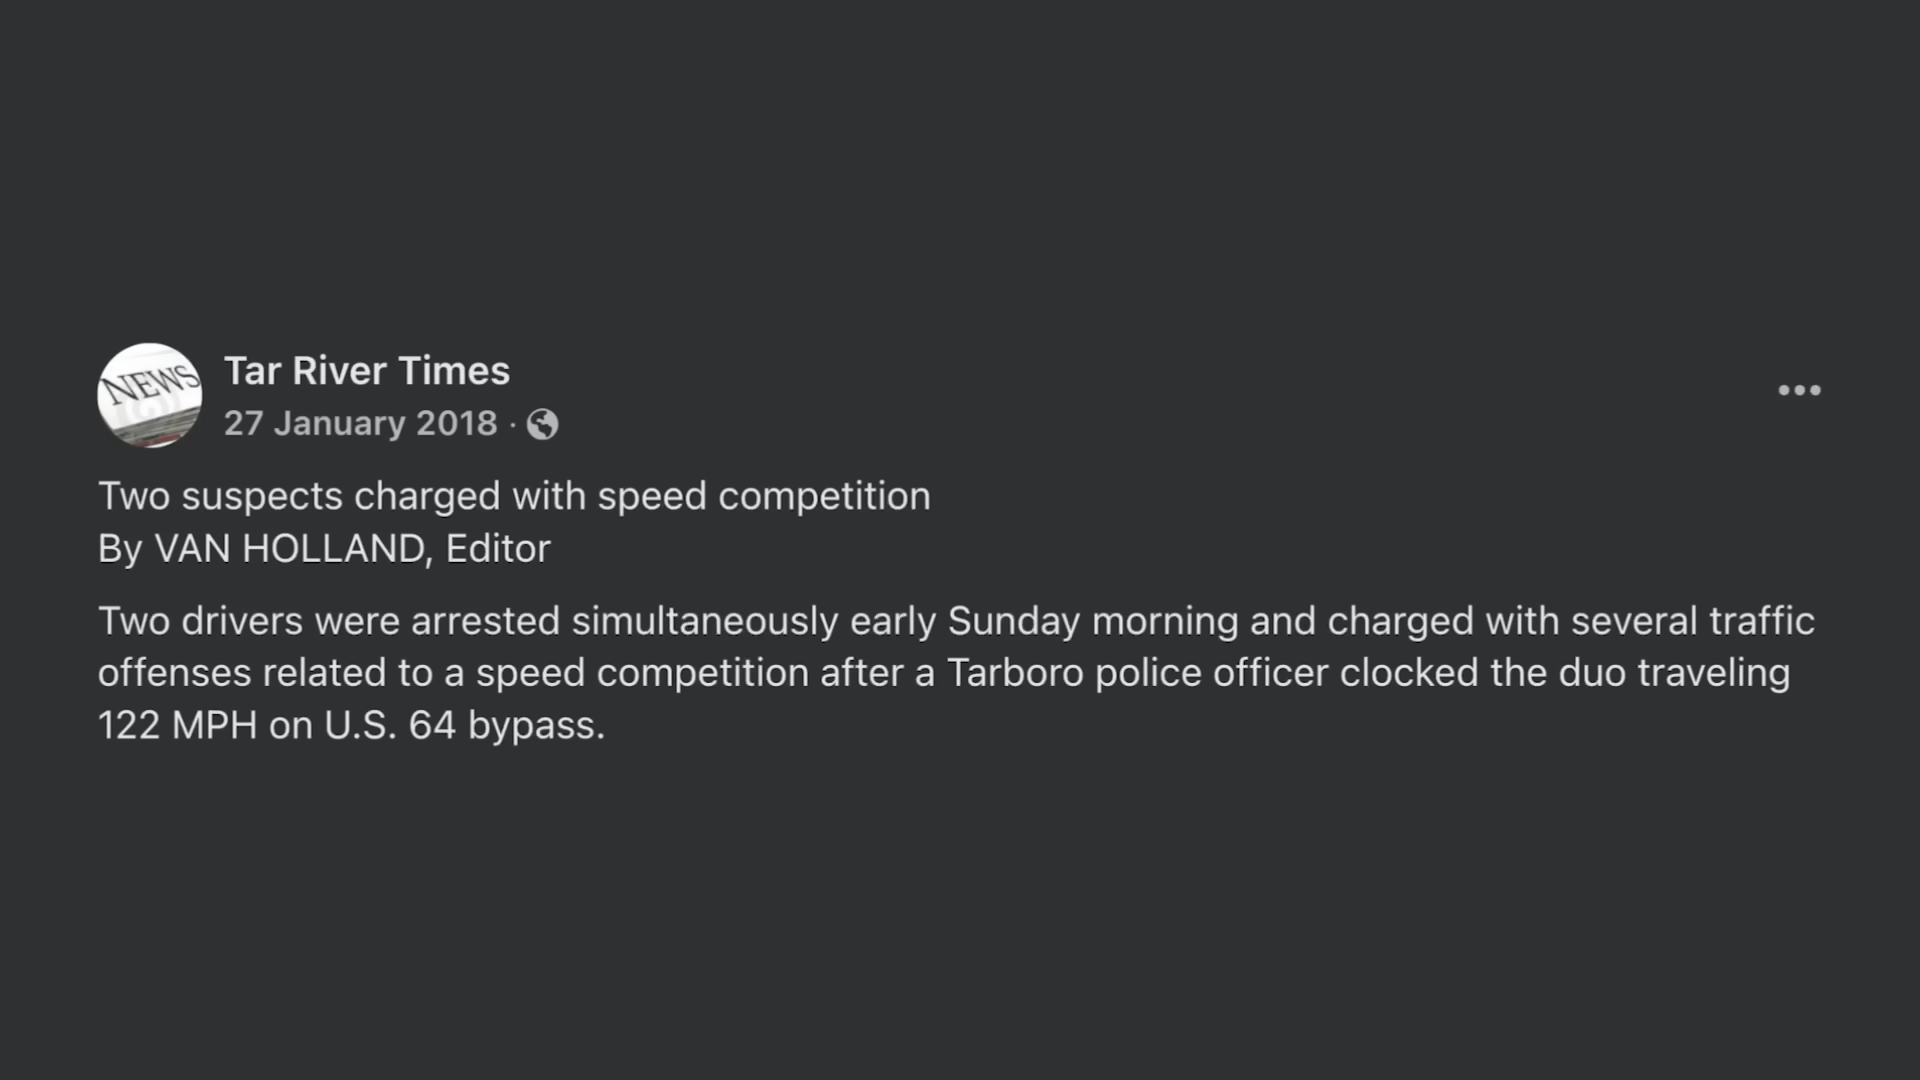 NEWS
Tar River Times
27 January 2018 ·
Two suspects charged with speed competition
By VAN HOLLAND, Editor
Two drivers were arrested simultaneously early Sunday morning and charged with several traffic
offenses related to a speed competition after a Tarboro police officer clocked the duo traveling
122 MPH on U.S. 64 bypass.